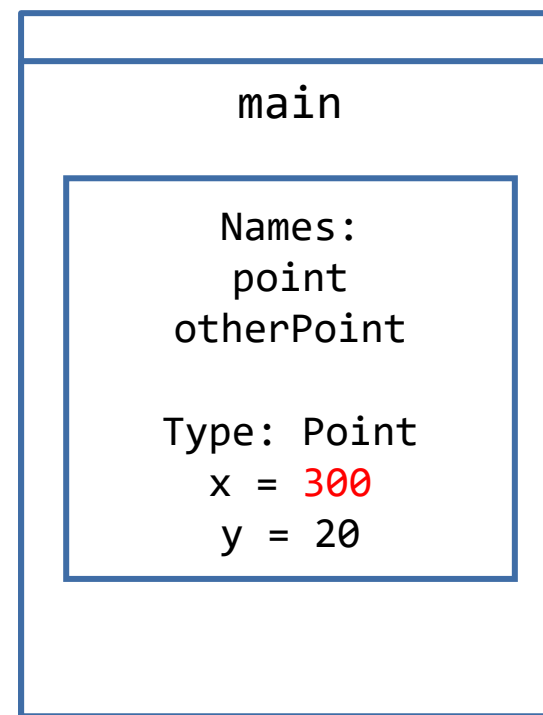 main
Names:
point
otherPoint
Type: Point
x = 300
y = 20